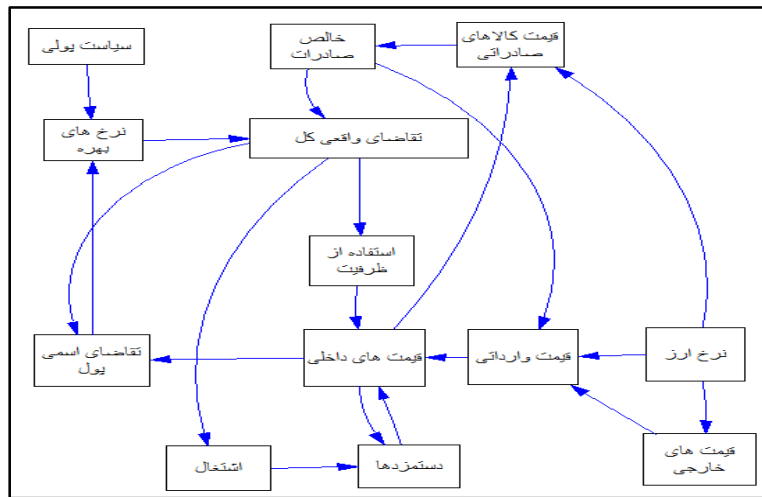 سیاست پولی
خالص
صادرات
قیمت کالاهای
صادراتی
نرخ های
بهره
تقاضای واقعی کل
استفاده از
ظرفیت
تقاضای اسمی
پول
قیمت های داخلی
قیمت وارداتی
نرخ ارز
اشتغال
دستمزدها
قیمت های
خارجی